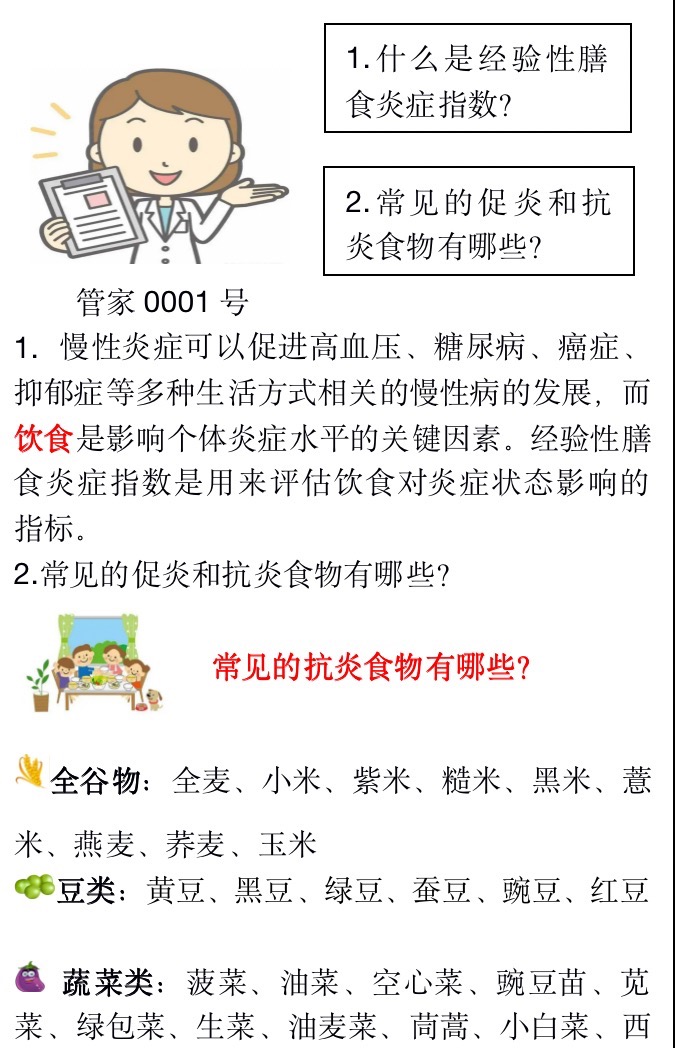 1.什么是经验性膳
食炎症指数？
2.常见的促炎和抗
炎食物有哪些？
管家 0001 号
1. 慢性炎症可以促进高血压、糖尿病、癌症、
抑郁症等多种生活方式相关的慢性病的发展，而
饮食是影响个体炎症水平的关键因素。经验性膳
食炎症指数是用来评估饮食对炎症状态影响的
指标。
2.常见的促炎和抗炎食物有哪些？
常见的抗炎食物有哪些？
全谷物：全麦、小米、紫米、糙米、黑米、薏
米、燕麦、荞麦、玉米
豆类：黄豆、黑豆、绿豆、蚕豆、豌豆、红豆
蔬菜类：菠菜、油菜、空心菜、豌豆苗、苋
菜、绿包菜、生菜、油麦菜、茼蒿、小白菜、西